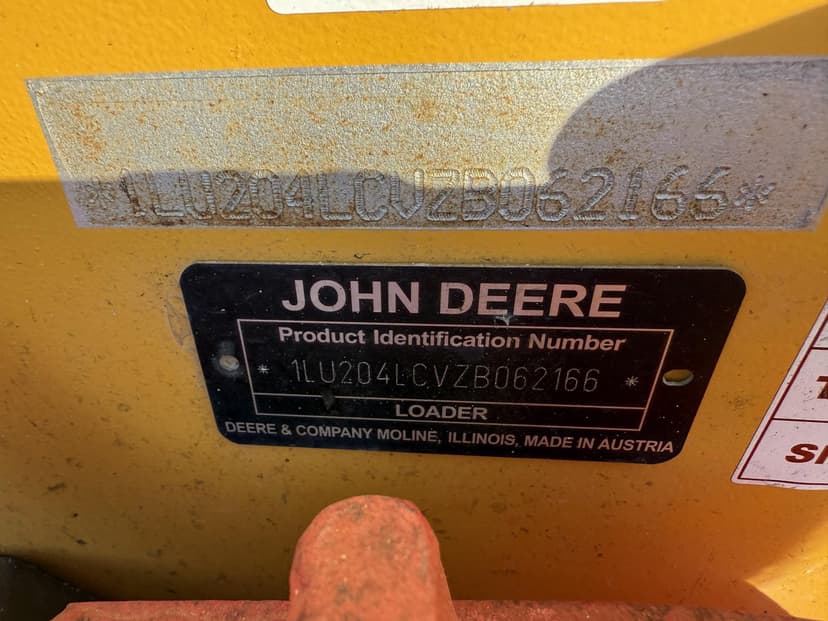 *1LU204LCVZB062166*
JOHN DEERE
Product Identification Number
* 1LU204LCVZB062166 *
LOADER
DEERE & COMPANY MOLINE, ILLINOIS, MADE IN AUSTRIA